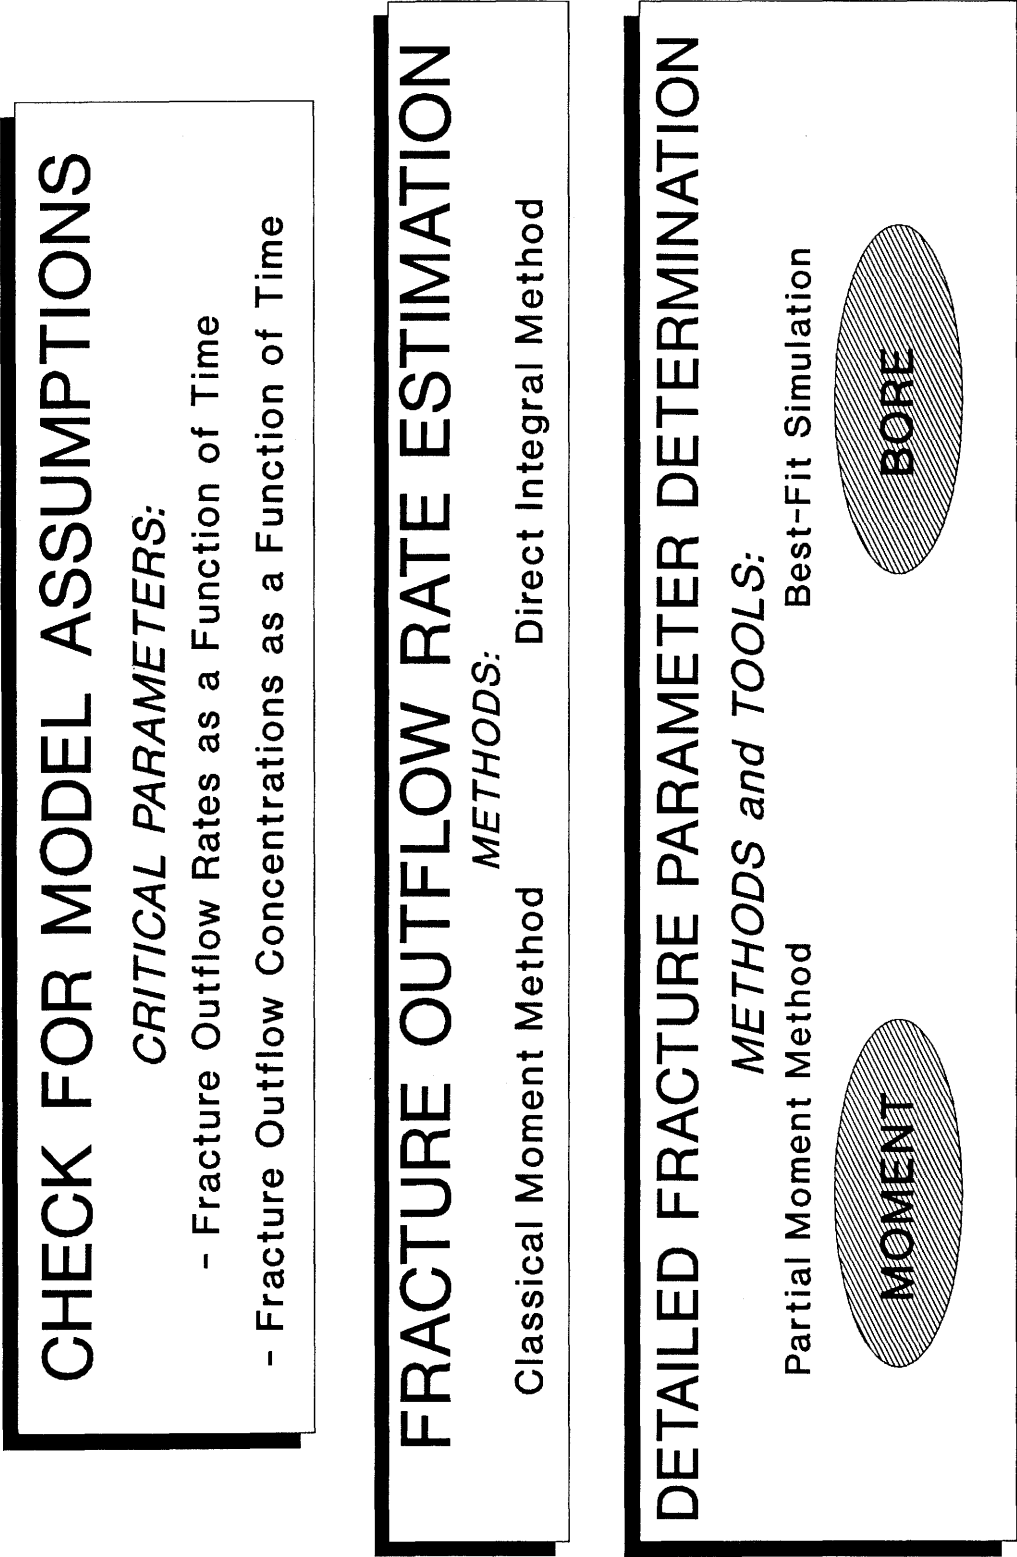 CHECK FOR MODEL ASSUMPTIONS
CRITICAL PARAMETERS:
- Fracture Outflow Rates as a Function of Time
- Fracture Outflow Concentrations as a Function of Time
FRACTURE OUTFLOW RATE ESTIMATION
METHODS:
Classical Moment Method Direct Integral Method
DETAILED FRACTURE PARAMETER DETERMINATION
METHODS and TOOLS:
Partial Moment Method Best-Fit Simulation
MOMENT BORE